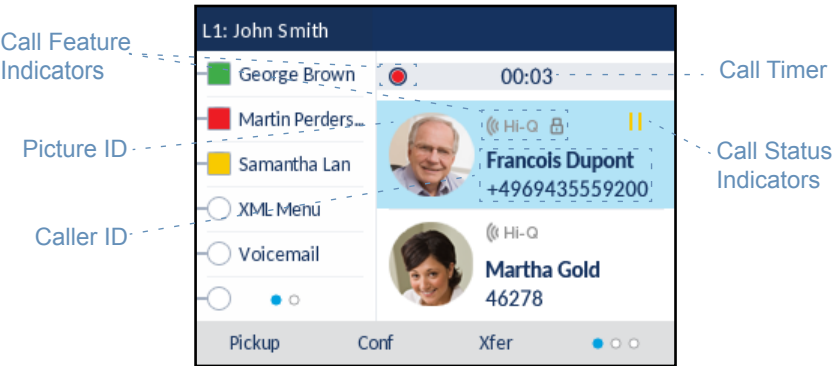 L1: John Smith
Call Feature
Indicators
George Brown
00:03
Call Timer
Martin Perders...
Hi-Q
Picture ID
Francois Dupont
Call Status
Indicators
Samantha Lan
+4969435559200
XML Menu
Caller ID
Hi-Q
Voicemail
Martha Gold
46278
Pickup Conf Xfer